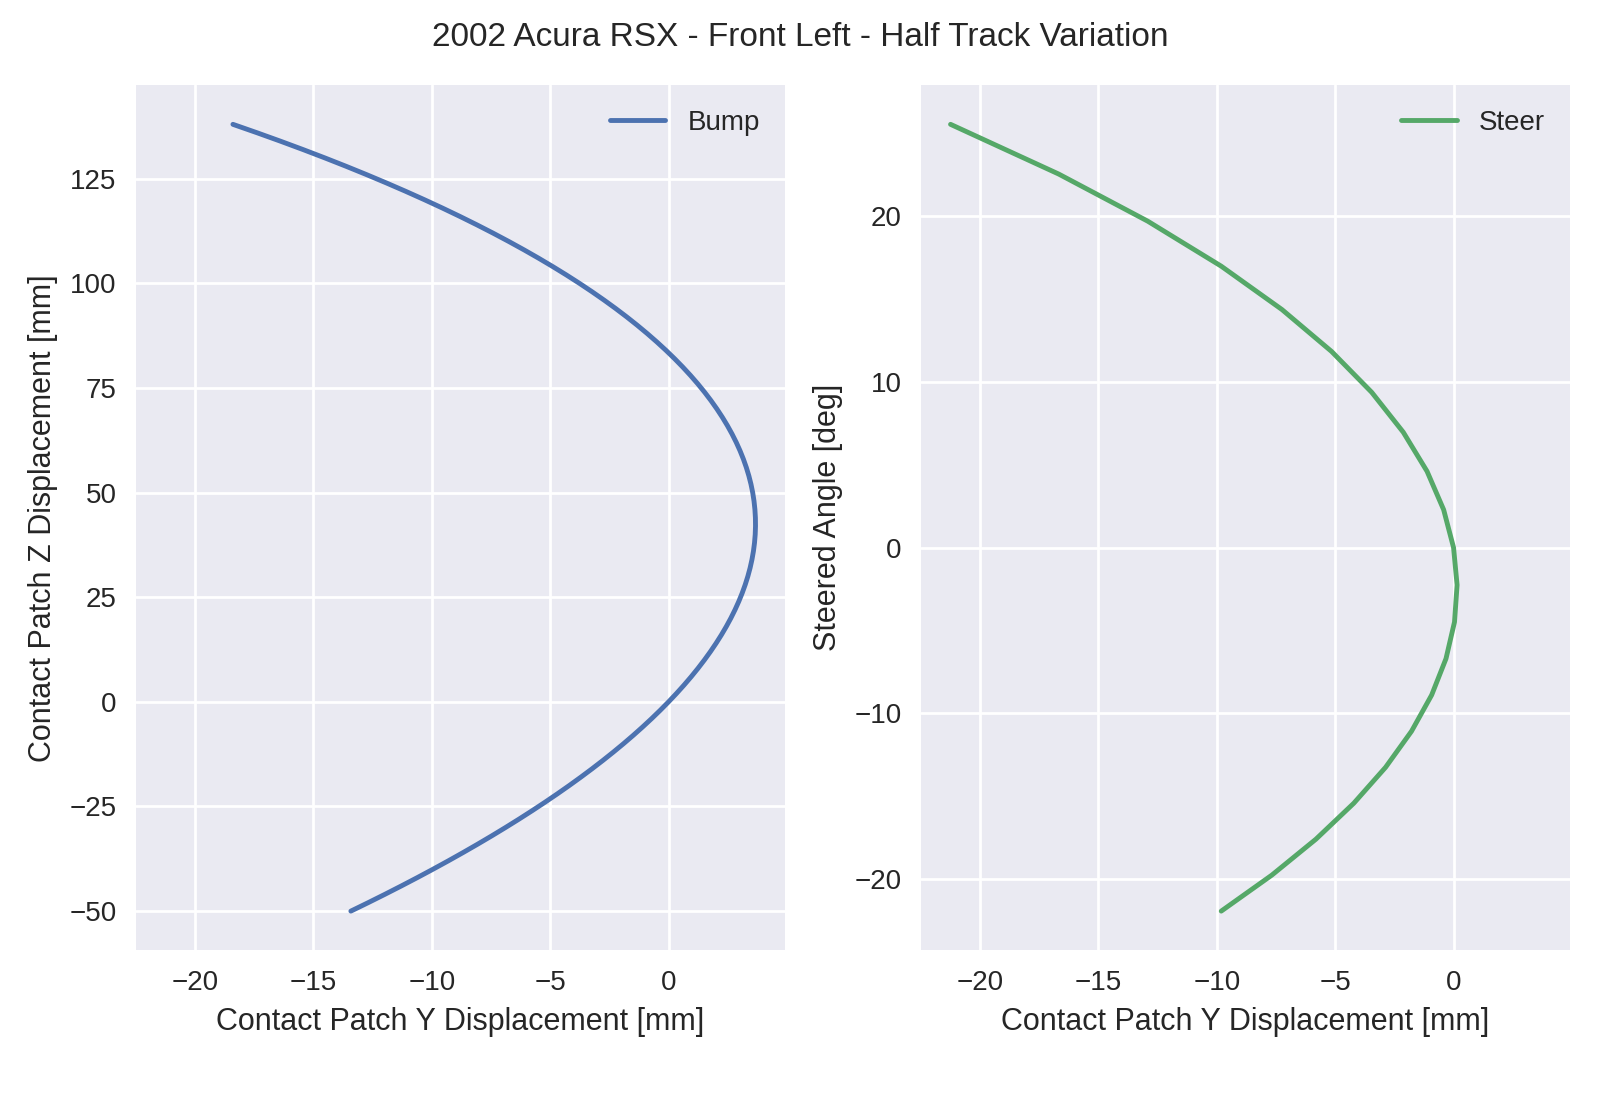 2002 Acura RSX - Front Left - Half Track Variation
Bump
125
100
75
50
25
0
−25
−50
Contact Patch Z Displacement [mm]
−20 −15 −10 −5 0
Contact Patch Y Displacement [mm]
Steer
20
10
0
−10
−20
Steered Angle [deg]
−20 −15 −10 −5 0
Contact Patch Y Displacement [mm]